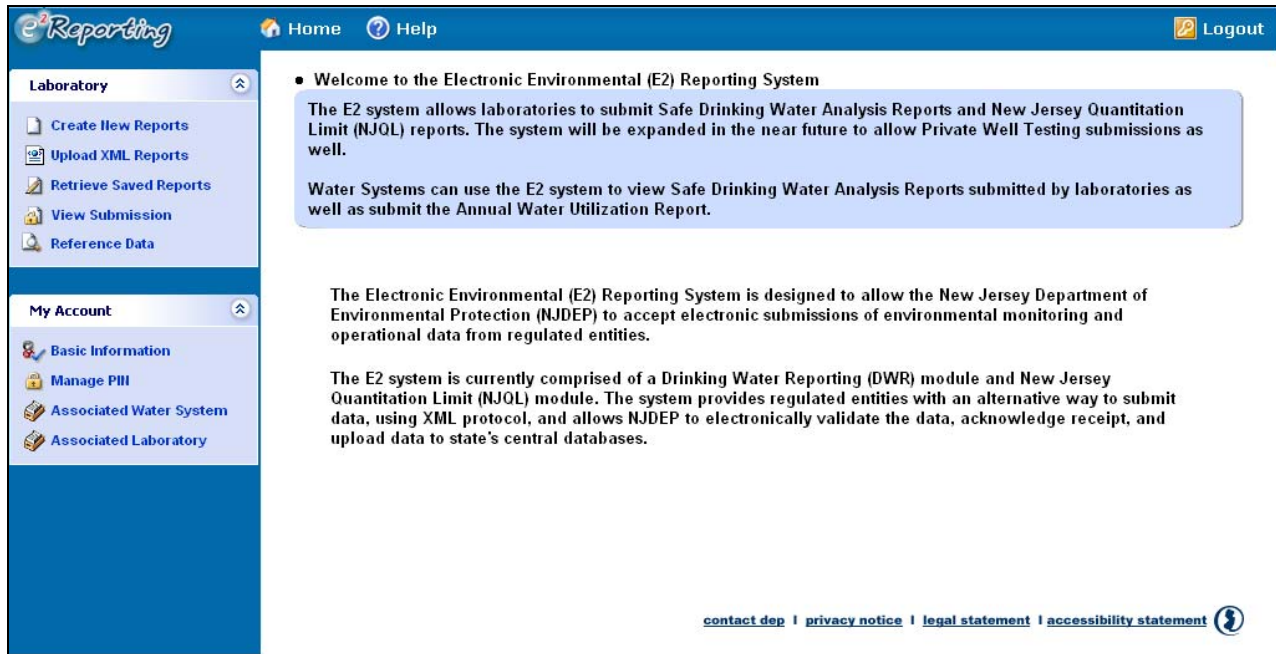 e²Reporting
Home
Help
Logout
Laboratory
Create New Reports
Upload XML Reports
Retrieve Saved Reports
View Submission
Reference Data
My Account
Basic Information
Manage PIN
Associated Water System
Associated Laboratory
• Welcome to the Electronic Environmental (E2) Reporting System
The E2 system allows laboratories to submit Safe Drinking Water Analysis Reports and New Jersey Quantitation
Limit (NJQL) reports. The system will be expanded in the near future to allow Private Well Testing submissions as
well.
Water Systems can use the E2 system to view Safe Drinking Water Analysis Reports submitted by laboratories as
well as submit the Annual Water Utilization Report.
The Electronic Environmental (E2) Reporting System is designed to allow the New Jersey Department of
Environmental Protection (NJDEP) to accept electronic submissions of environmental monitoring and
operational data from regulated entities.
The E2 system is currently comprised of a Drinking Water Reporting (DWR) module and New Jersey
Quantitation Limit (NJQL) module. The system provides regulated entities with an alternative way to submit
data, using XML protocol, and allows NJDEP to electronically validate the data, acknowledge receipt, and
upload data to state's central databases.
contact dep | privacy notice | legal statement | accessibility statement